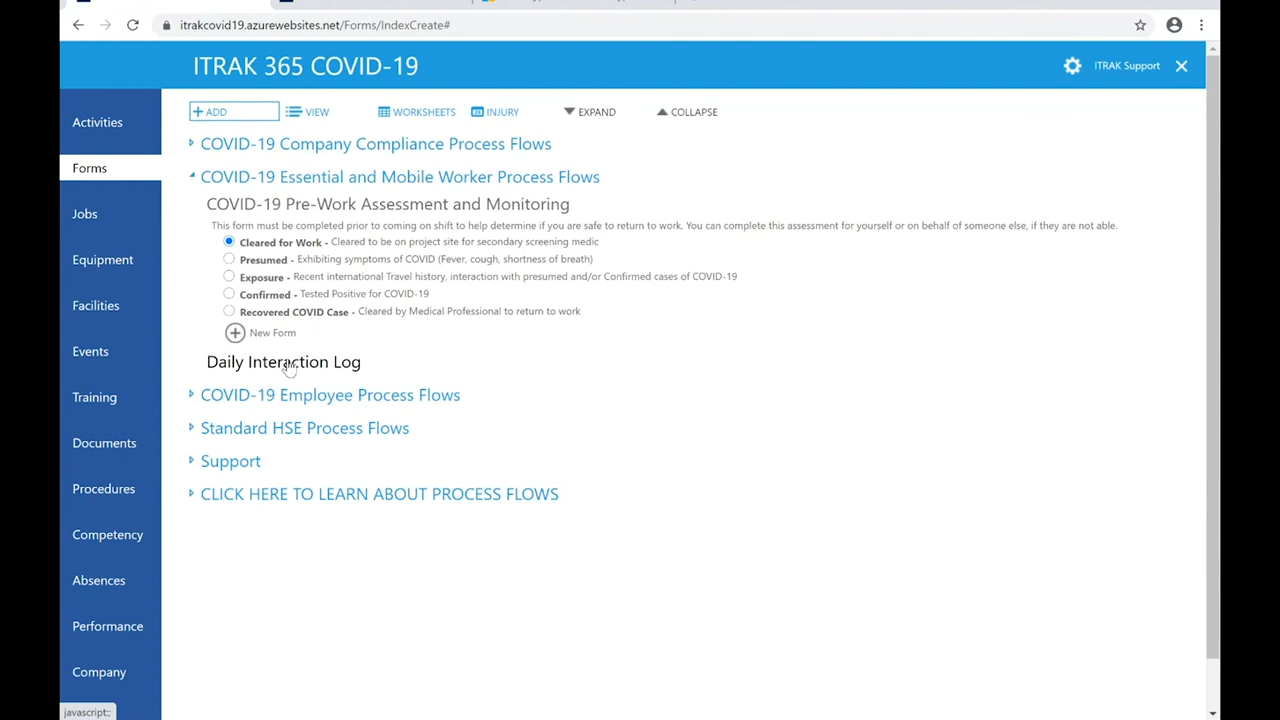 itrakcovid19.azurewebsites.net/Forms/IndexCreate#
ITRAK 365 COVID-19
ITRAK Support
Activities
Forms
Jobs
Equipment
Facilities
Events
Training
Documents
Procedures
Competency
Absences
Performance
Company
ADD VIEW WORKSHEETS INJURY EXPAND COLLAPSE
COVID-19 Company Compliance Process Flows
COVID-19 Essential and Mobile Worker Process Flows
COVID-19 Pre-Work Assessment and Monitoring
This form must be completed prior to coming on shift to help determine if you are safe to return to work. You can complete this assessment for yourself or on behalf of someone else, if they are not able.
Cleared for Work - Cleared to be on project site for secondary screening medic
Presumed - Exhibiting symptoms of COVID (Fever, cough, shortness of breath)
Exposure - Recent international Travel history, interaction with presumed and/or Confirmed cases of COVID-19
Confirmed - Tested Positive for COVID-19
Recovered COVID Case - Cleared by Medical Professional to return to work
New Form
Daily Interaction Log
COVID-19 Employee Process Flows
Standard HSE Process Flows
Support
CLICK HERE TO LEARN ABOUT PROCESS FLOWS
javascript:;